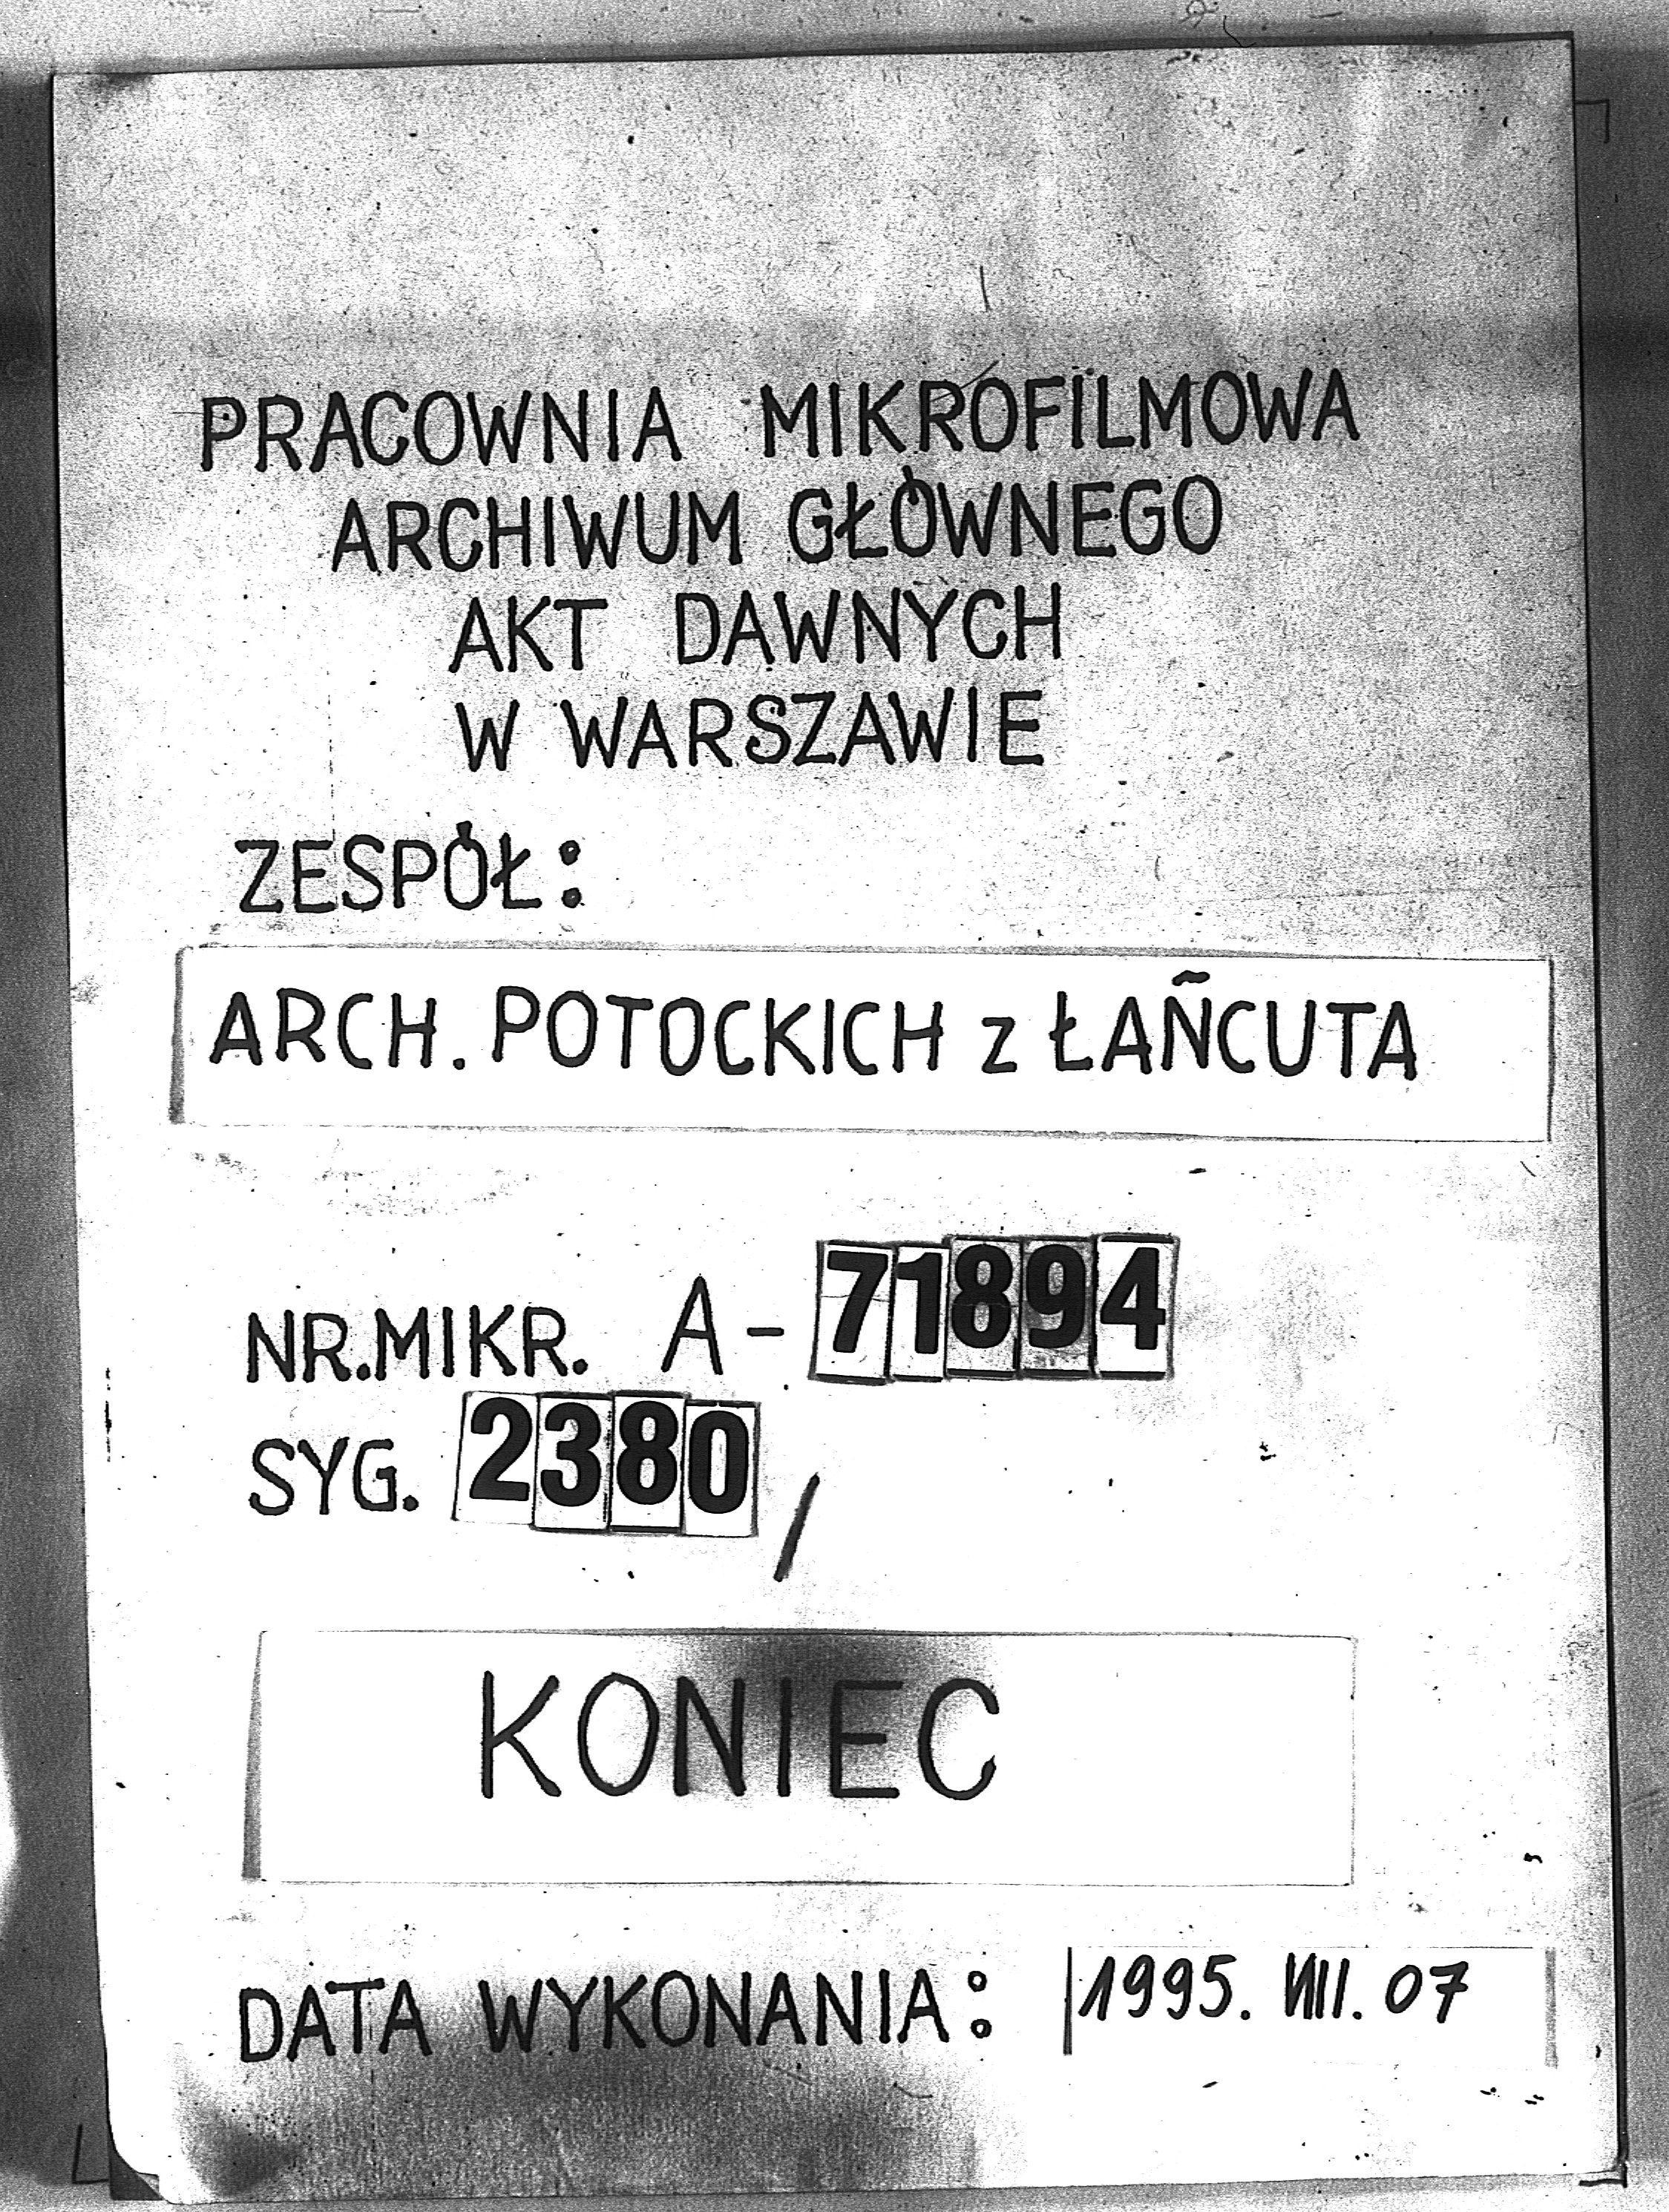 PRACOWNIA MIKROFILMOWA
ARCHIWUM GŁÓWNEGO
AKT DAWNYCH
W WARSZAWIE
ZESPÓŁ:
ARCH. POTOCKICH z ŁAŃCUTA
NR.MIKR. A-71894
SYG. 2380/
KONIEC
DATA WYKONANIA: 1995. VIII. 07